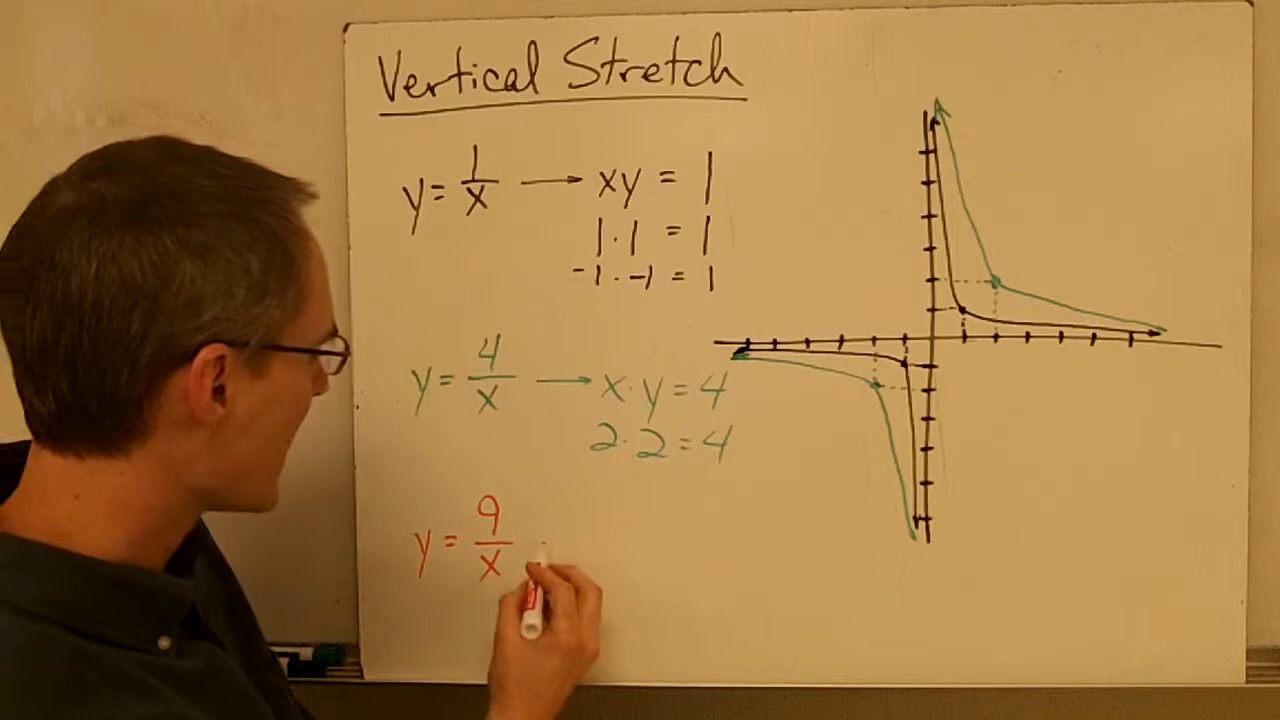 Vertical Stretch
y = 1/x → xy = 1
1 · 1 = 1
-1 · -1 = 1
y = 4/x → x · y = 4
2 · 2 = 4
y = 9/x